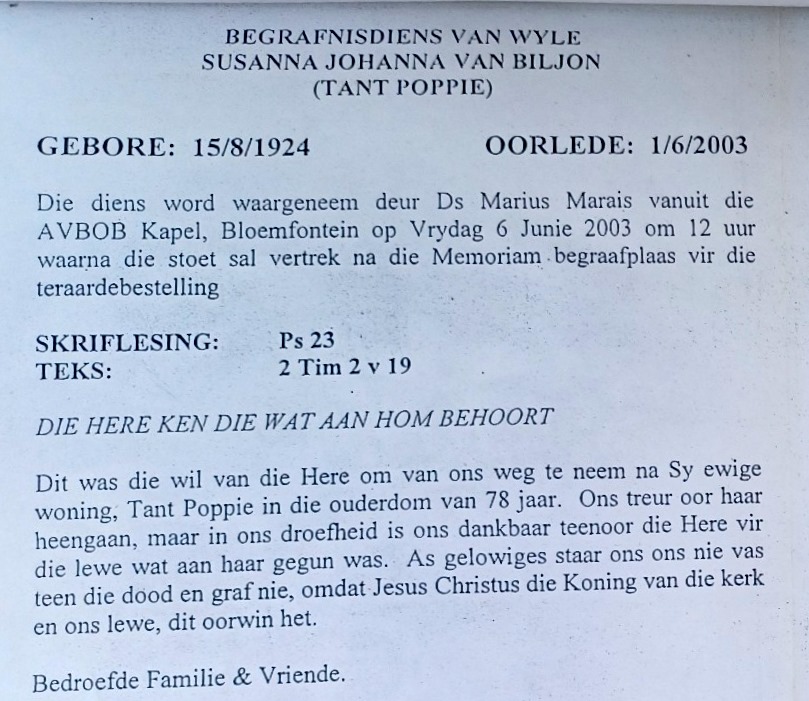 BEGRAFNISDIENS VAN WYLE
SUSANNA JOHANNA VAN BILJON
(TANT POPPIE)
GEBORE: 15/8/1924 OORLEDE: 1/6/2003
Die diens word waargeneem deur Ds Marius Marais vanuit die
AVBOB Kapel, Bloemfontein op Vrydag 6 Junie 2003 om 12 uur
waarna die stoet sal vertrek na die Memoriam begraafplaas vir die
teraardebestelling
SKRIFLESING: Ps 23
TEKS: 2 Tim 2 v 19
DIE HERE KEN DIE WAT AAN HOM BEHOORT
Dit was die wil van die Here om van ons weg te neem na Sy ewige
woning, Tant Poppie in die ouderdom van 78 jaar. Ons treur oor haar
heengaan, maar in ons droefheid is ons dankbaar teenoor die Here vir
die lewe wat aan haar gegun was. As gelowiges staar ons ons nie vas
teen die dood en graf nie, omdat Jesus Christus die Koning van die kerk
en ons lewe, dit oorwin het.
Bedroefde Familie & Vriende.